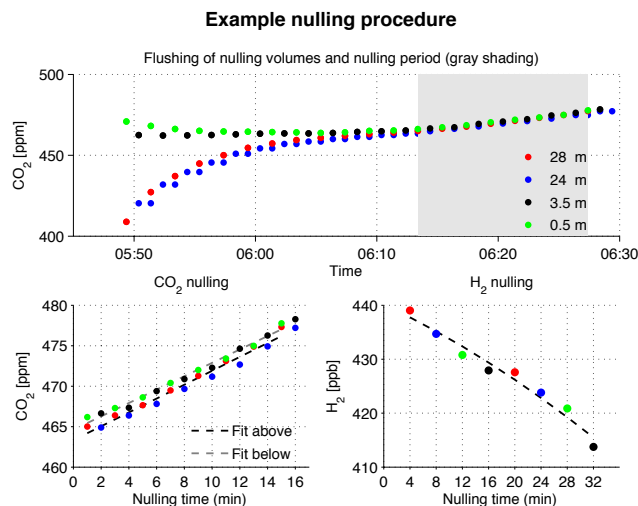 Example nulling procedure
Flushing of nulling volumes and nulling period (gray shading)
CO2 [ppm]
500
450
400
28 m
24 m
3.5 m
0.5 m
05:50 06:00 06:10 06:20 06:30
Time
CO2 nulling
CO2 [ppm]
480
475
470
465
460
Fit above
Fit below
0 2 4 6 8 10 12 14 16
Nulling time (min)
H2 nulling
H2 [ppb]
440
430
420
410
0 4 8 12 16 20 24 28 32
Nulling time (min)